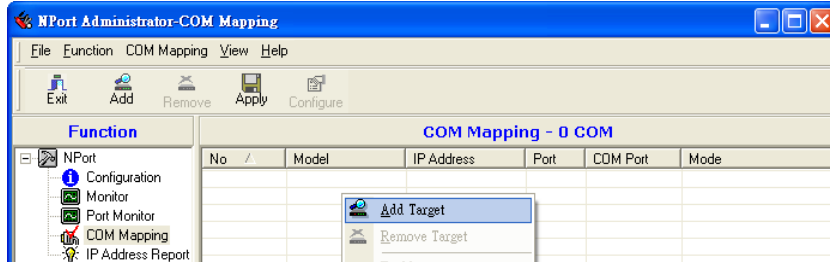 NPort Administrator-COM Mapping
File Function COM Mapping View Help
Exit Add Remove Apply Configure
Function
COM Mapping - 0 COM
NPort
No Model IP Address Port COM Port Mode
Configuration
Monitor
Add Target
Port Monitor
COM Mapping
Remove Target
IP Address Report